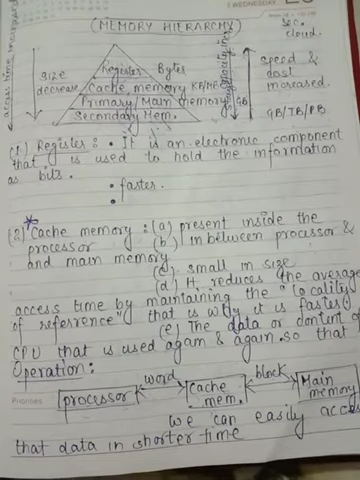 WEDNESDAY
(MEMORY HIERARCHY)
sec.
cloud.
access time increased
size
decrease
Register Bytes
Cache memory KB/MB
Primary/Main memory GB
Secondary Mem.
speed &
cost
increased.
GB/TB/PB
(1.) Register: • It is an electronic component
that is used to hold the information
as bits.
• faster.
•
(2) Cache memory: (a) present inside the
processor (b) in between processor &
and main memory
(c) small in size
(d) It reduces the average
access time by maintaining the "locality
of referrence" that is why it is faster
(e) The data or content of
CPU that is used again & again. so that
Operation:
processor word Cache mem. block Main memory
we can easily access
that data in shorter time